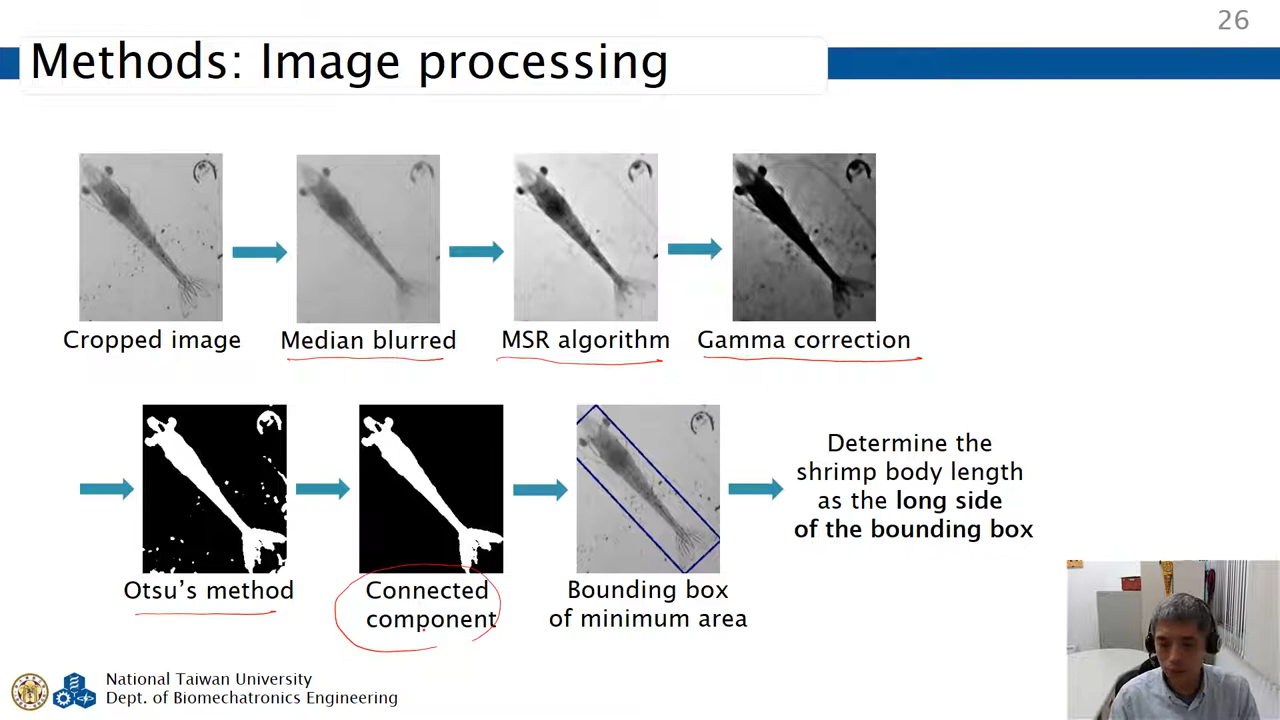 26
Methods: Image processing
Cropped image
Median blurred
MSR algorithm
Gamma correction
Otsu's method
Connected
component
Bounding box
of minimum area
Determine the
shrimp body length
as the long side
of the bounding box
National Taiwan University
Dept. of Biomechatronics Engineering